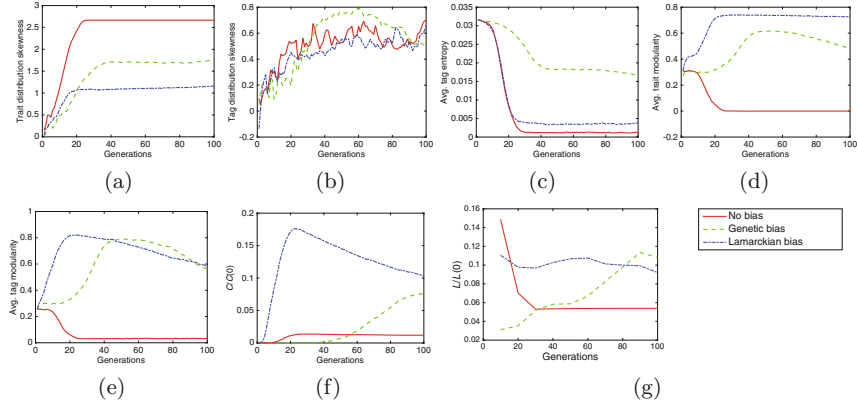 Trait distribution skewness
3
2.5
2
1.5
1
0.5
0
0 20 40 60 80 100
Generations
(a)
Tag distribution skewness
0.8
0.6
0.4
0.2
0
-0.2
0 20 40 60 80 100
Generations
(b)
Avg. tag entropy
0.035
0.03
0.025
0.02
0.015
0.01
0.005
0
0 20 40 60 80 100
Generations
(c)
Avg. tait modularity
0.8
0.6
0.4
0.2
0
-0.2
0 20 40 60 80 100
Generations
(d)
Avg. tag modularity
1
0.8
0.6
0.4
0.2
0
0 20 40 60 80 100
Generations
(e)
C/C(0)
0.2
0.15
0.1
0.05
0
0 20 40 60 80 100
Generations
(f)
L/L(0)
0.16
0.14
0.12
0.1
0.08
0.06
0.04
0.02
0 20 40 60 80 100
Generations
(g)
No bias
Genetic bias
Lamarckian bias